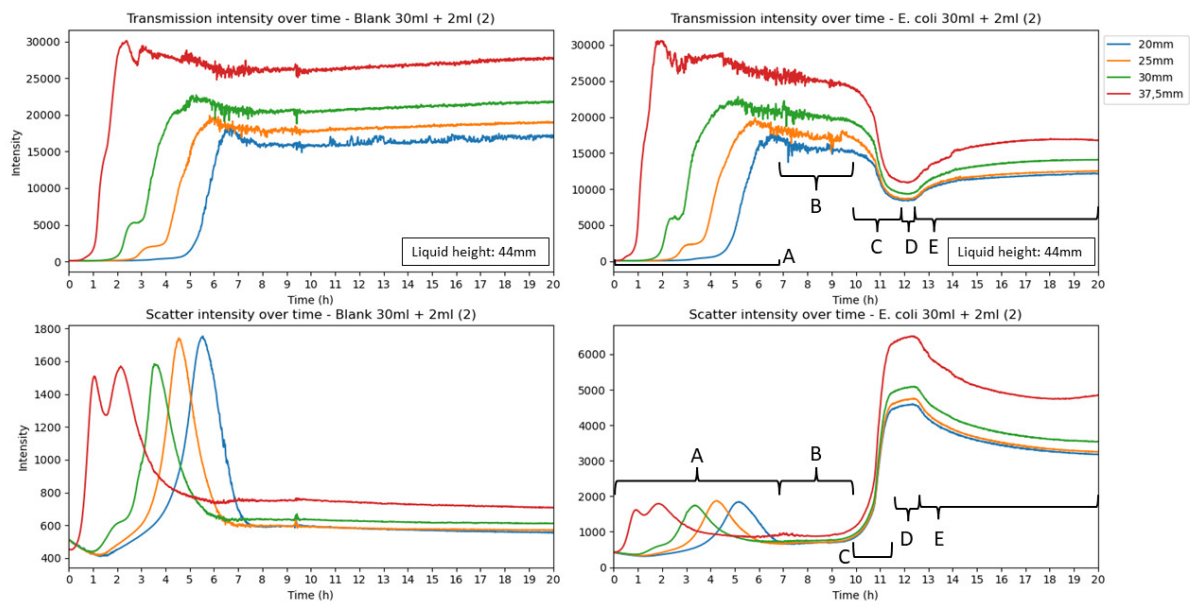 Transmission intensity over time - Blank 30ml + 2ml (2)
30000
25000
20000
15000
10000
5000
0
Intensity
Liquid height: 44mm
0 1 2 3 4 5 6 7 8 9 10 11 12 13 14 15 16 17 18 19 20
Time (h)
Transmission intensity over time - E. coli 30ml + 2ml (2)
30000
25000
20000
15000
10000
5000
0
B
C D E
A
Liquid height: 44mm
0 1 2 3 4 5 6 7 8 9 10 11 12 13 14 15 16 17 18 19 20
Time (h)
20mm
25mm
30mm
37,5mm
Scatter intensity over time - Blank 30ml + 2ml (2)
1800
1600
1400
1200
1000
800
600
400
Intensity
0 1 2 3 4 5 6 7 8 9 10 11 12 13 14 15 16 17 18 19 20
Time (h)
Scatter intensity over time - E. coli 30ml + 2ml (2)
6000
5000
4000
3000
2000
1000
0
A B
C D E
0 1 2 3 4 5 6 7 8 9 10 11 12 13 14 15 16 17 18 19 20
Time (h)